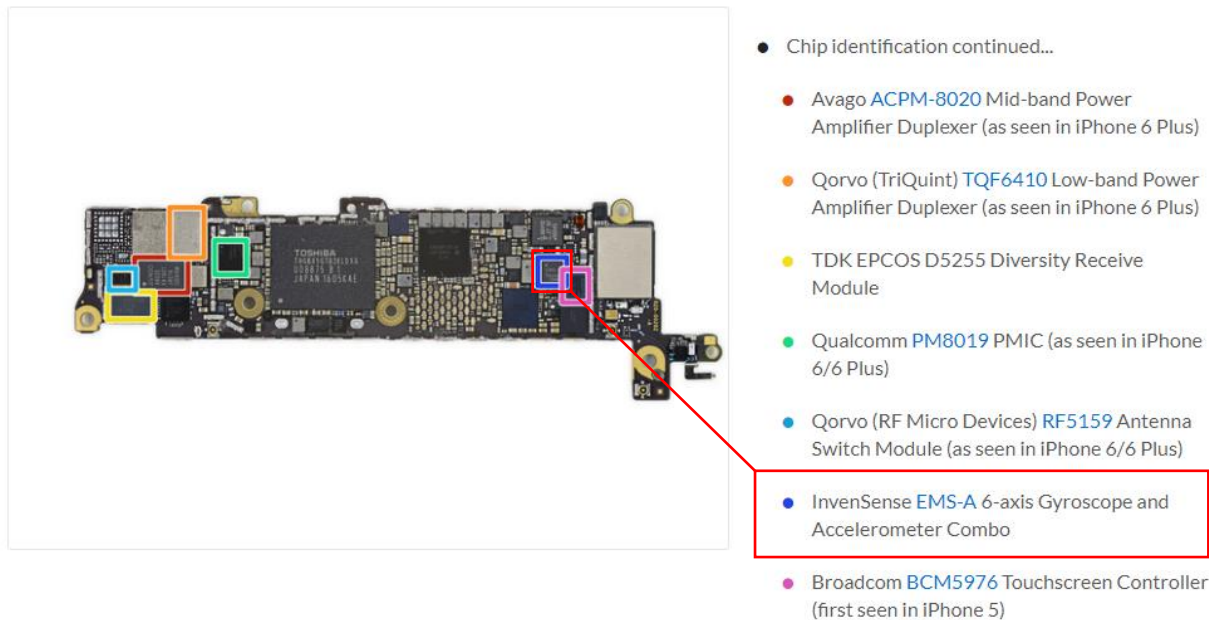 Chip identification continued...
Avago ACPM-8020 Mid-band Power
Amplifier Duplexer (as seen in iPhone 6 Plus)
Qorvo (TriQuint) TQF6410 Low-band Power
Amplifier Duplexer (as seen in iPhone 6 Plus)
TDK EPCOS D5255 Diversity Receive
Module
Qualcomm PM8019 PMIC (as seen in iPhone
6/6 Plus)
Qorvo (RF Micro Devices) RF5159 Antenna
Switch Module (as seen in iPhone 6/6 Plus)
InvenSense EMS-A 6-axis Gyroscope and
Accelerometer Combo
Broadcom BCM5976 Touchscreen Controller
(first seen in iPhone 5)
TOSHIBA
JAPAN